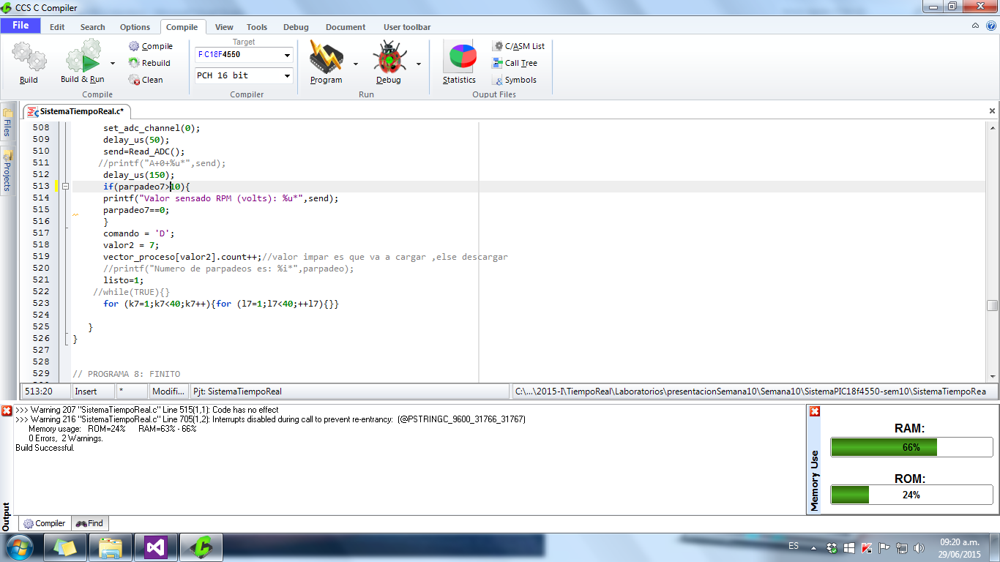 CCS C Compiler
File Edit Search Options Compile View Tools Debug Document User toolbar
Build
Build & Run
Compile
Rebuild
Clean
Compile
Target
PIC18F4550
PCH 16 bit
Compiler
Program
Debug
Run
Statistics
C/ASM List
Call Tree
Symbols
Ouput Files
Files
Projects
SistemaTiempoReal.c*
508 set_adc_channel(0);
509 delay_us(50);
510 send=Read_ADC();
511 //printf("A+0+%u*",send);
512 delay_us(150);
513 if(parpadeo7>10){
514 printf("Valor sensado RPM (volts): %u*",send);
515 parpadeo7==0;
516 }
517 comando = 'D';
518 valor2 = 7;
519 vector_proceso[valor2].count++;//valor impar es que va a cargar ,else descargar
520 //printf("Numero de parpadeos es: %i*",parpadeo);
521 listo=1;
522 //while(TRUE){}
523 for (k7=1;k7<40;k7++){for (l7=1;l7<40;++l7){}}
524
525 }
526 }
527
528
529 // PROGRAMA 8: FINITO
513:20 Insert * Modifi... Pjt: SistemaTiempoReal C:\...\2015-I\TiempoReal\Laboratorios\presentacionSemana10\Semana10\SistemaPIC18f4550-sem10\SistemaTiempoRea
>>> Warning 207 "SistemaTiempoReal.c" Line 515(1,1): Code has no effect
>>> Warning 216 "SistemaTiempoReal.c" Line 705(1,2): Interrupts disabled during call to prevent re-entrancy: (@PSTRINGC_9600_31766_31767)
Memory usage: ROM=24% RAM=63% - 66%
0 Errors, 2 Warnings.
Build Successful.
Output
Memory Use
RAM:
66%
ROM:
24%
Compiler Find
ES
09:20 a.m.
29/06/2015